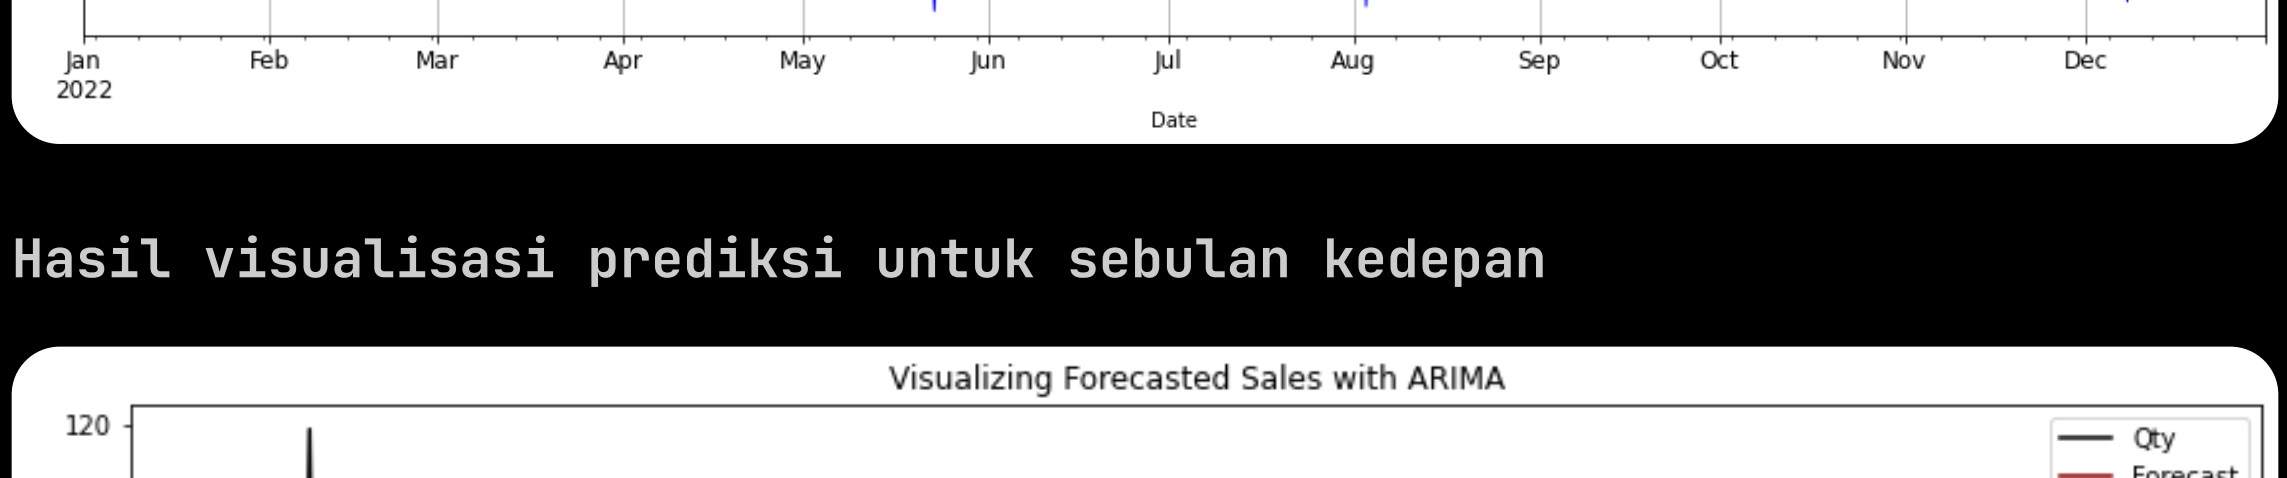 Jan Feb Mar Apr May Jun Jul Aug Sep Oct Nov Dec
2022
Date
Hasil visualisasi prediksi untuk sebulan kedepan
Visualizing Forecasted Sales with ARIMA
120
Qty
Forecast